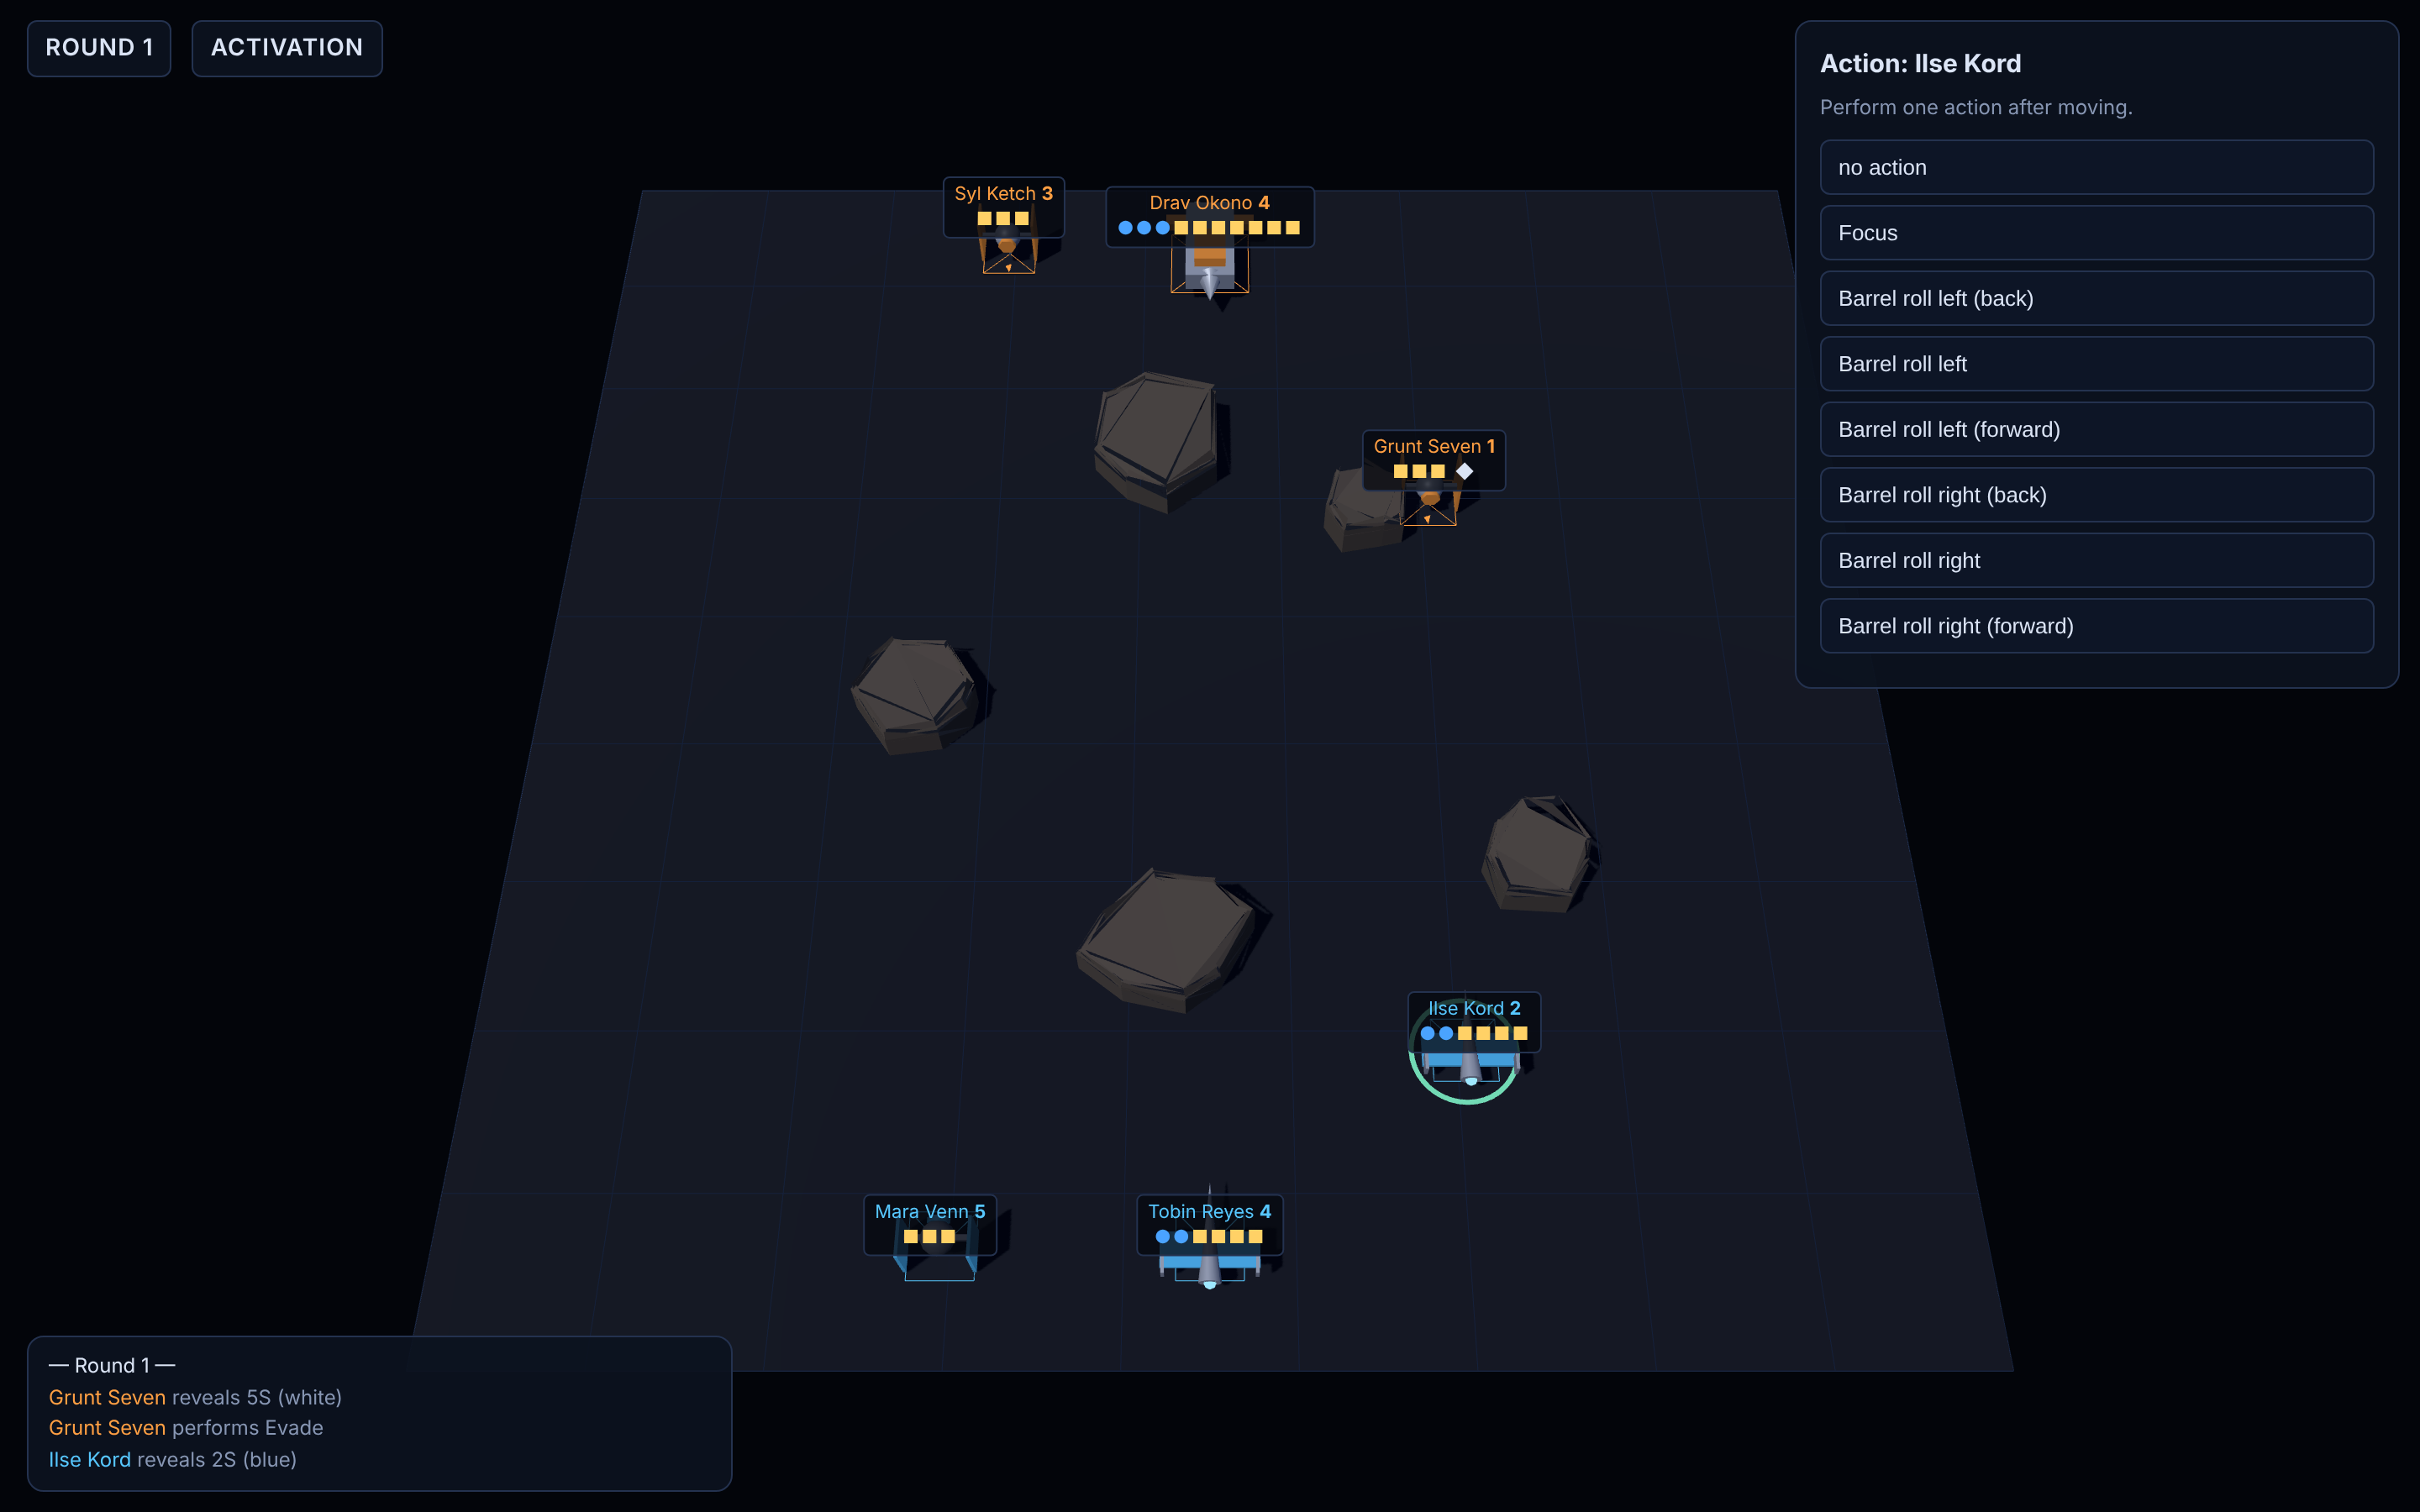 ROUND 1
ACTIVATION
Action: Ilse Kord
Perform one action after moving.
no action
Focus
Barrel roll left (back)
Barrel roll left
Barrel roll left (forward)
Barrel roll right (back)
Barrel roll right
Barrel roll right (forward)
Syl Ketch 3
Drav Okono 4
Grunt Seven 1
Ilse Kord 2
Mara Venn 5
Tobin Reyes 4
— Round 1 —
Grunt Seven reveals 5S (white)
Grunt Seven performs Evade
Ilse Kord reveals 2S (blue)